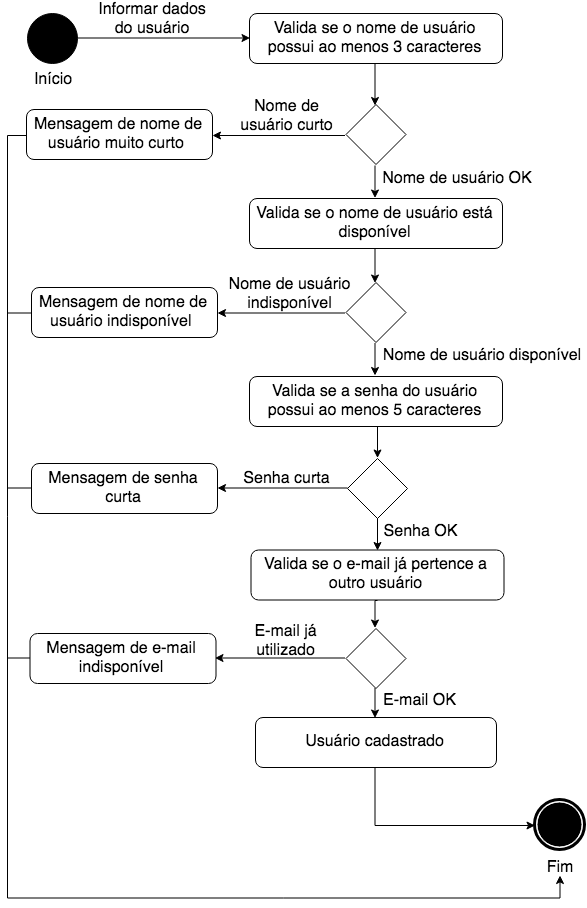 Informar dados
do usuário
Início
Valida se o nome de usuário
possui ao menos 3 caracteres
Nome de
usuário curto
Mensagem de nome de
usuário muito curto
Nome de usuário OK
Valida se o nome de usuário está
disponível
Nome de usuário
indisponível
Mensagem de nome de
usuário indisponível
Nome de usuário disponível
Valida se a senha do usuário
possui ao menos 5 caracteres
Senha curta
Mensagem de senha
curta
Senha OK
Valida se o e-mail já pertence a
outro usuário
E-mail já
utilizado
Mensagem de e-mail
indisponível
E-mail OK
Usuário cadastrado
Fim